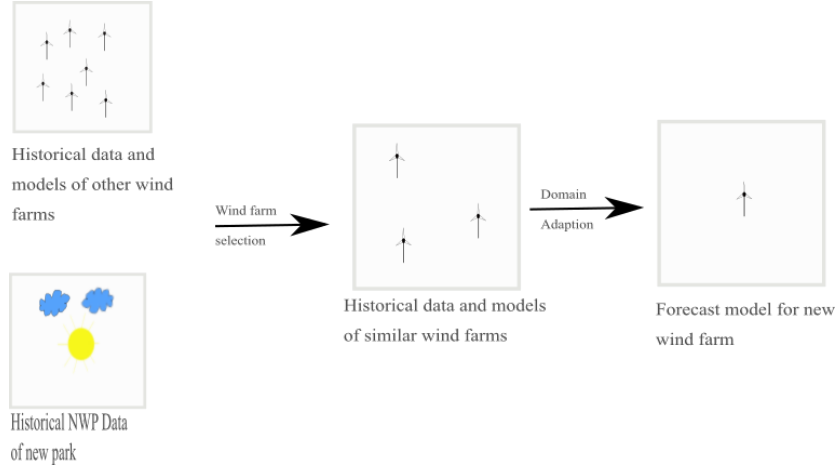 Historical data and
models of other wind
farms
Historical NWP Data
of new park
Wind farm
selection
Historical data and models
of similar wind farms
Domain
Adaption
Forecast model for new
wind farm